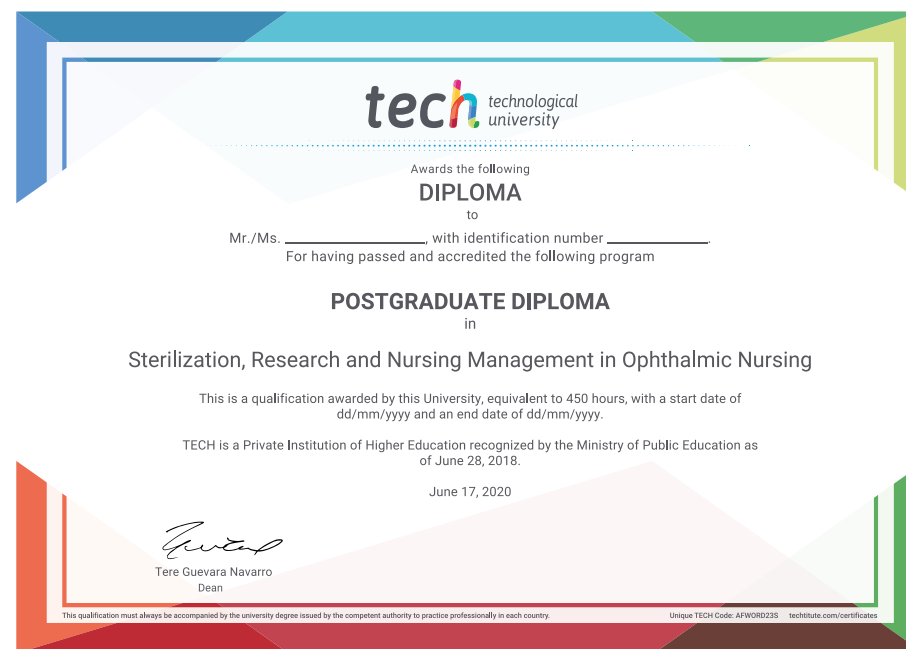 tech technological
university
Awards the following
DIPLOMA
to
Mr./Ms. ____________________, with identification number ______________.
For having passed and accredited the following program
POSTGRADUATE DIPLOMA
in
Sterilization, Research and Nursing Management in Ophthalmic Nursing
This is a qualification awarded by this University, equivalent to 450 hours, with a start date of
dd/mm/yyyy and an end date of dd/mm/yyyy.
TECH is a Private Institution of Higher Education recognized by the Ministry of Public Education as
of June 28, 2018.
June 17, 2020
Tere Guevara Navarro
Dean
This qualification must always be accompanied by the university degree issued by the competent authority to practice professionally in each country.
Unique TECH Code: AFWORD23S techtitute.com/certificates